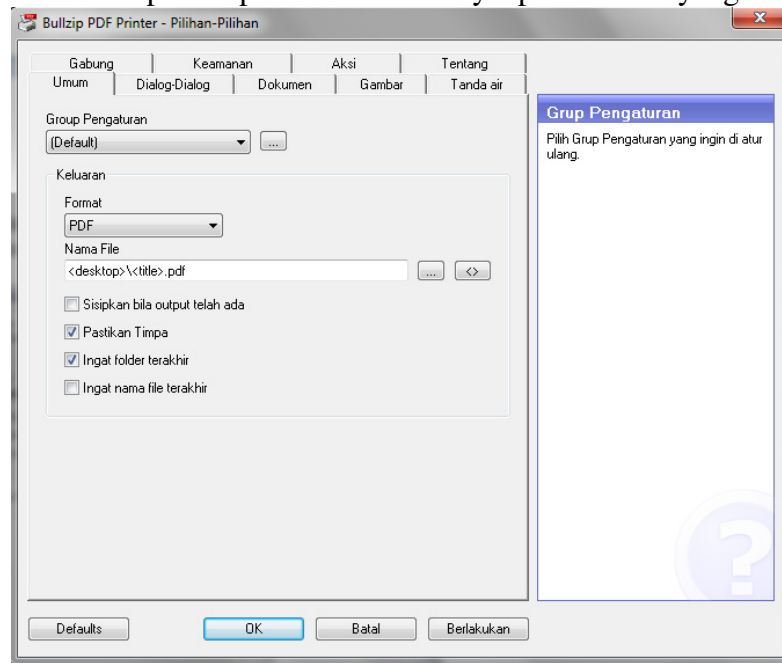 Bullzip PDF Printer - Pilihan-Pilihan
Gabung Keamanan Aksi Tentang
Umum Dialog-Dialog Dokumen Gambar Tanda air
Group Pengaturan
(Default) ...
Keluaran
Format
PDF
Nama File
<desktop>\<title>.pdf ... <>
Sisipkan bila output telah ada
Pastikan Timpa
Ingat folder terakhir
Ingat nama file terakhir
Grup Pengaturan
Pilih Grup Pengaturan yang ingin di atur
ulang.
Defaults OK Batal Berlakukan